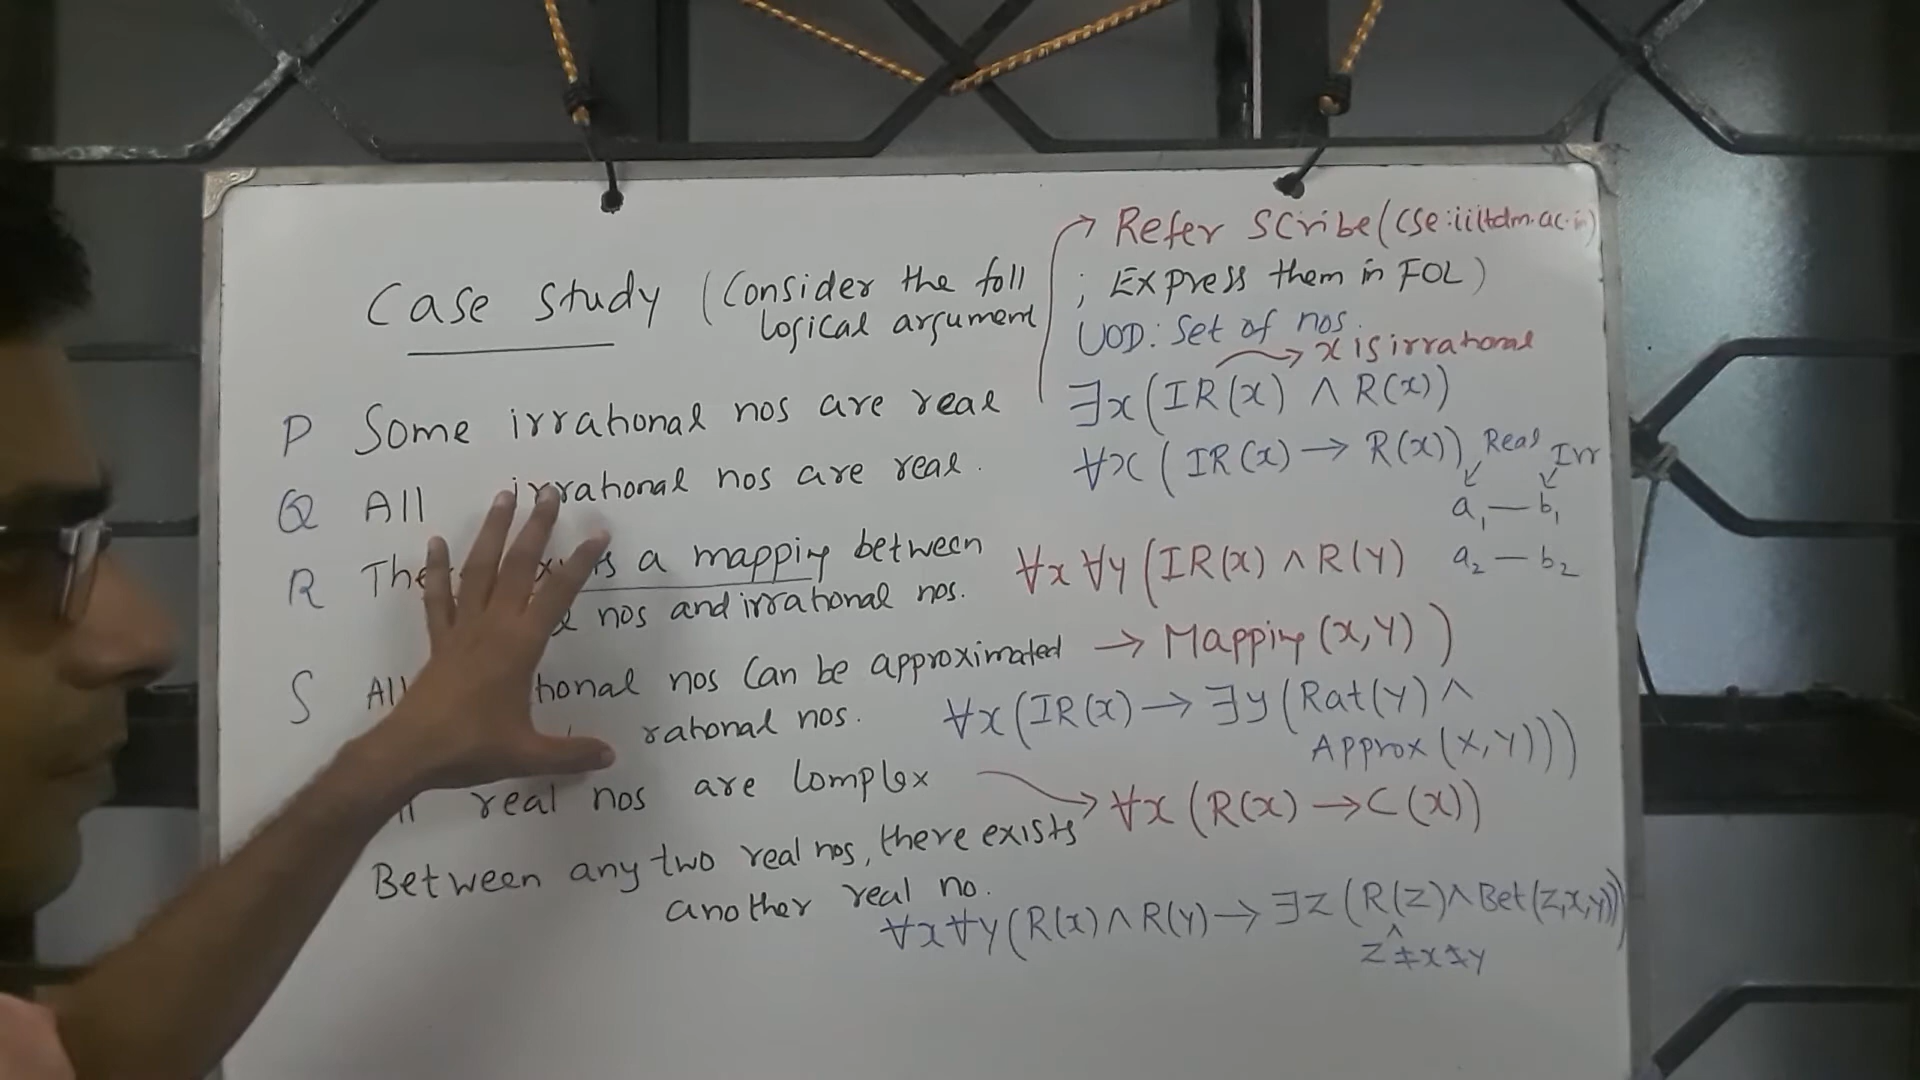 Refer Scribe (cse.iiitdm.ac.in)
Case Study (Consider the foll ; Express them in FOL)
logical argument
UOD: Set of nos.
x is irrational
P Some irrational nos are real ∃x(IR(x) ∧ R(x))
Q All irrational nos are real. ∀x(IR(x) → R(x))
Real Irr
a₁ — b₁
a₂ — b₂
R a mapping between ∀x ∀y (IR(x) ∧ R(y)
nos and irrational nos.
→ Mapping (x,y))
S All nos can be approximated
rational nos. ∀x(IR(x) → ∃y(Rat(y) ∧
Approx(x,y)))
real nos are complex → ∀x(R(x) → C(x))
Between any two real nos, there exists
another real no.
∀x∀y(R(x) ∧ R(y) → ∃z(R(z) ∧ Bet(z,x,y))
∧
z ≠ x ≠ y